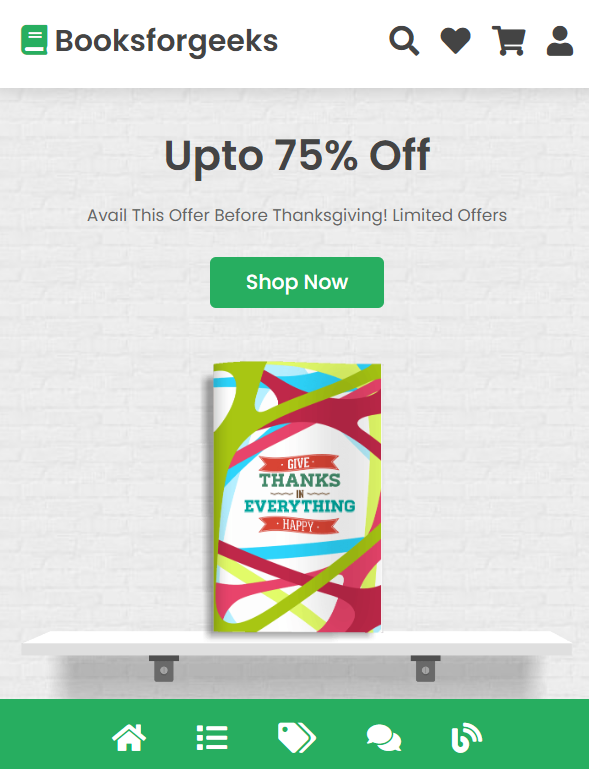 Booksforgeeks
Upto 75% Off
Avail This Offer Before Thanksgiving! Limited Offers
Shop Now
GIVE
THANKS
IN
EVERYTHING
HAPPY